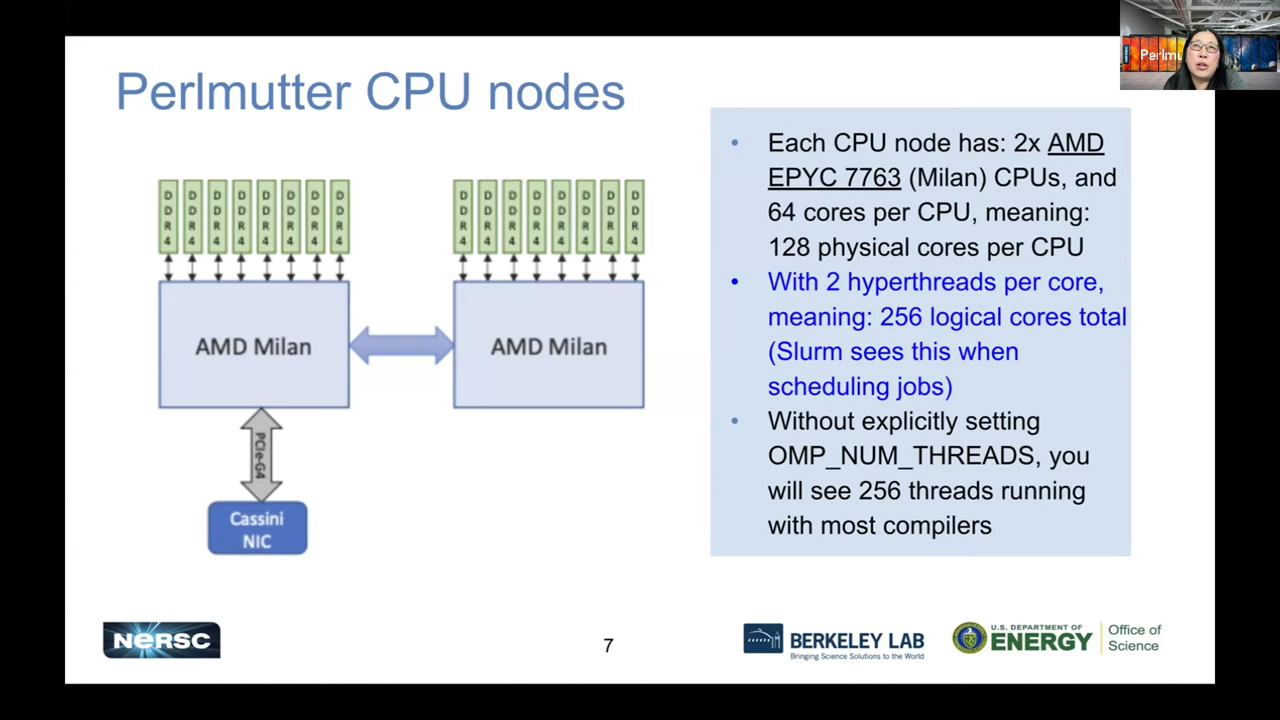 Perlmutter CPU nodes
DDR4 DDR4 DDR4 DDR4 DDR4 DDR4 DDR4 DDR4
DDR4 DDR4 DDR4 DDR4 DDR4 DDR4 DDR4 DDR4
AMD Milan
AMD Milan
PCIe-G4
Cassini
NIC
• Each CPU node has: 2x AMD
EPYC 7763 (Milan) CPUs, and
64 cores per CPU, meaning:
128 physical cores per CPU
• With 2 hyperthreads per core,
meaning: 256 logical cores total
(Slurm sees this when
scheduling jobs)
• Without explicitly setting
OMP_NUM_THREADS, you
will see 256 threads running
with most compilers
NERSC
7
BERKELEY LAB
Bringing Science Solutions to the World
U.S. DEPARTMENT OF
ENERGY
Office of
Science